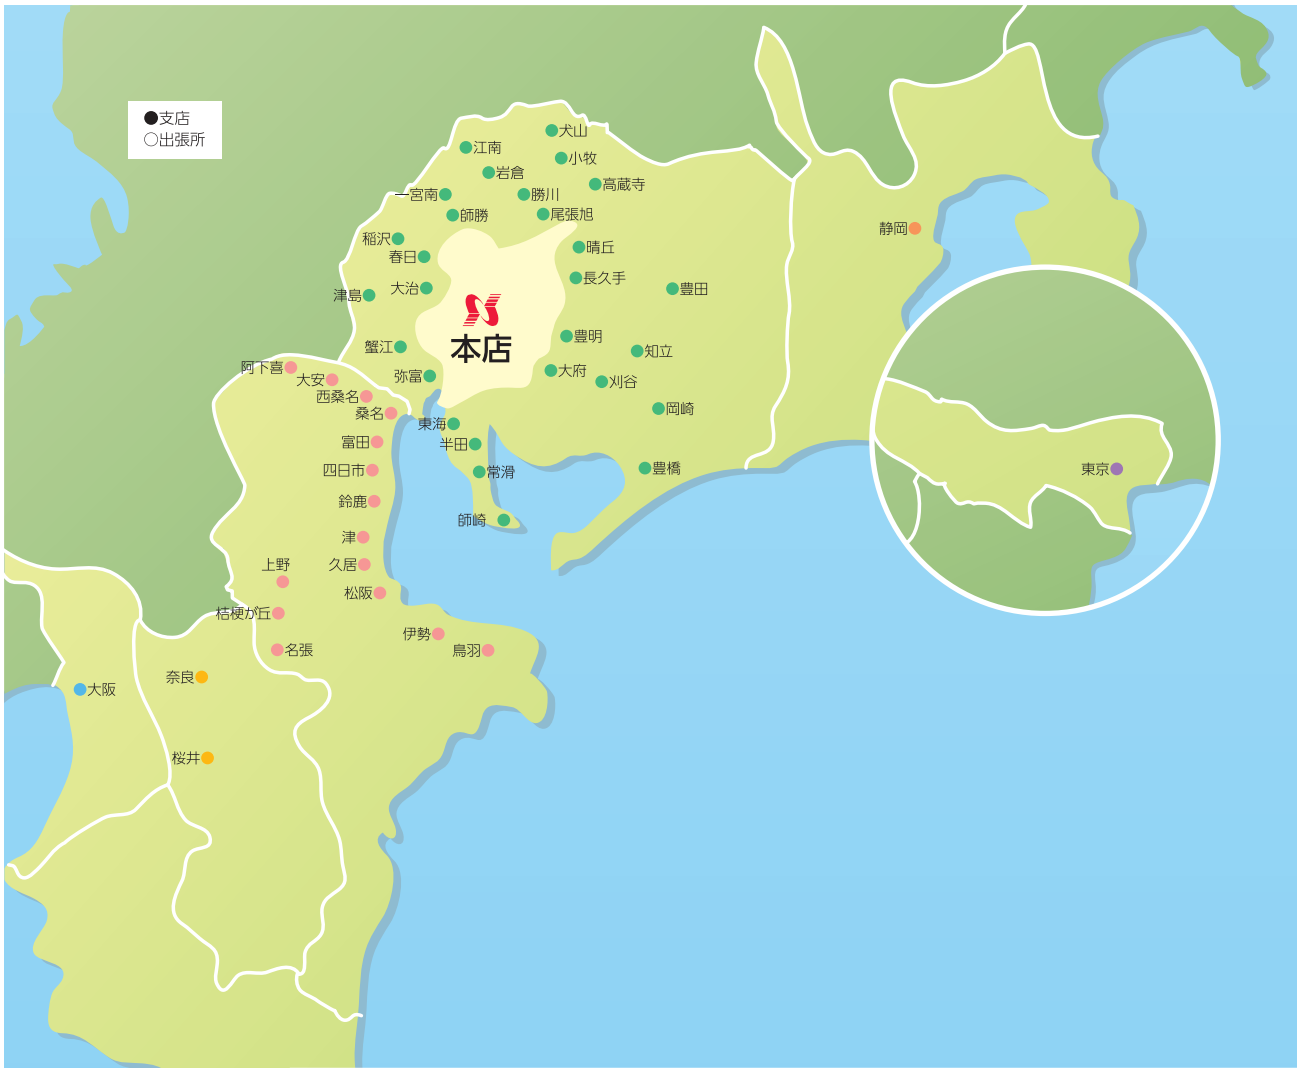 ●支店
○出張所
犬山
江南
小牧
岩倉
高蔵寺
一宮南
勝川
師勝
尾張旭
静岡
稲沢
晴丘
春日
長久手
大治
豊田
津島
本店
豊明
蟹江
知立
阿下喜
大府
弥富
大安
刈谷
西桑名
岡崎
桑名
東海
富田
半田
豊橋
東京
四日市
常滑
鈴鹿
師崎
津
上野
久居
松阪
桔梗が丘
伊勢
名張
鳥羽
奈良
大阪
桜井